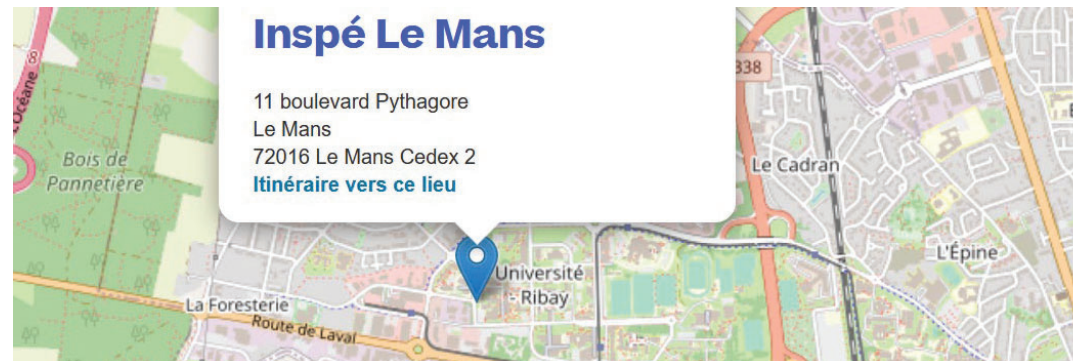 Inspé Le Mans
11 boulevard Pythagore
Le Mans
72016 Le Mans Cedex 2
Itinéraire vers ce lieu
338
L'Océane
Bois de
Pannetière
Le Cadran
L'Épine
Université
- Ribay
La Foresterie
Route de Laval